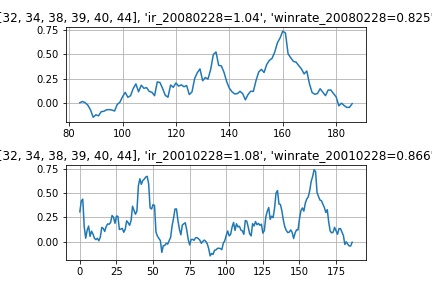 [32, 34, 38, 39, 40, 44], 'ir_20080228=1.04', 'winrate_20080228=0.825'
0.75
0.50
0.25
0.00
80 100 120 140 160 180
[32, 34, 38, 39, 40, 44], 'ir_20010228=1.08', 'winrate_20010228=0.866'
0.75
0.50
0.25
0.00
0 25 50 75 100 125 150 175